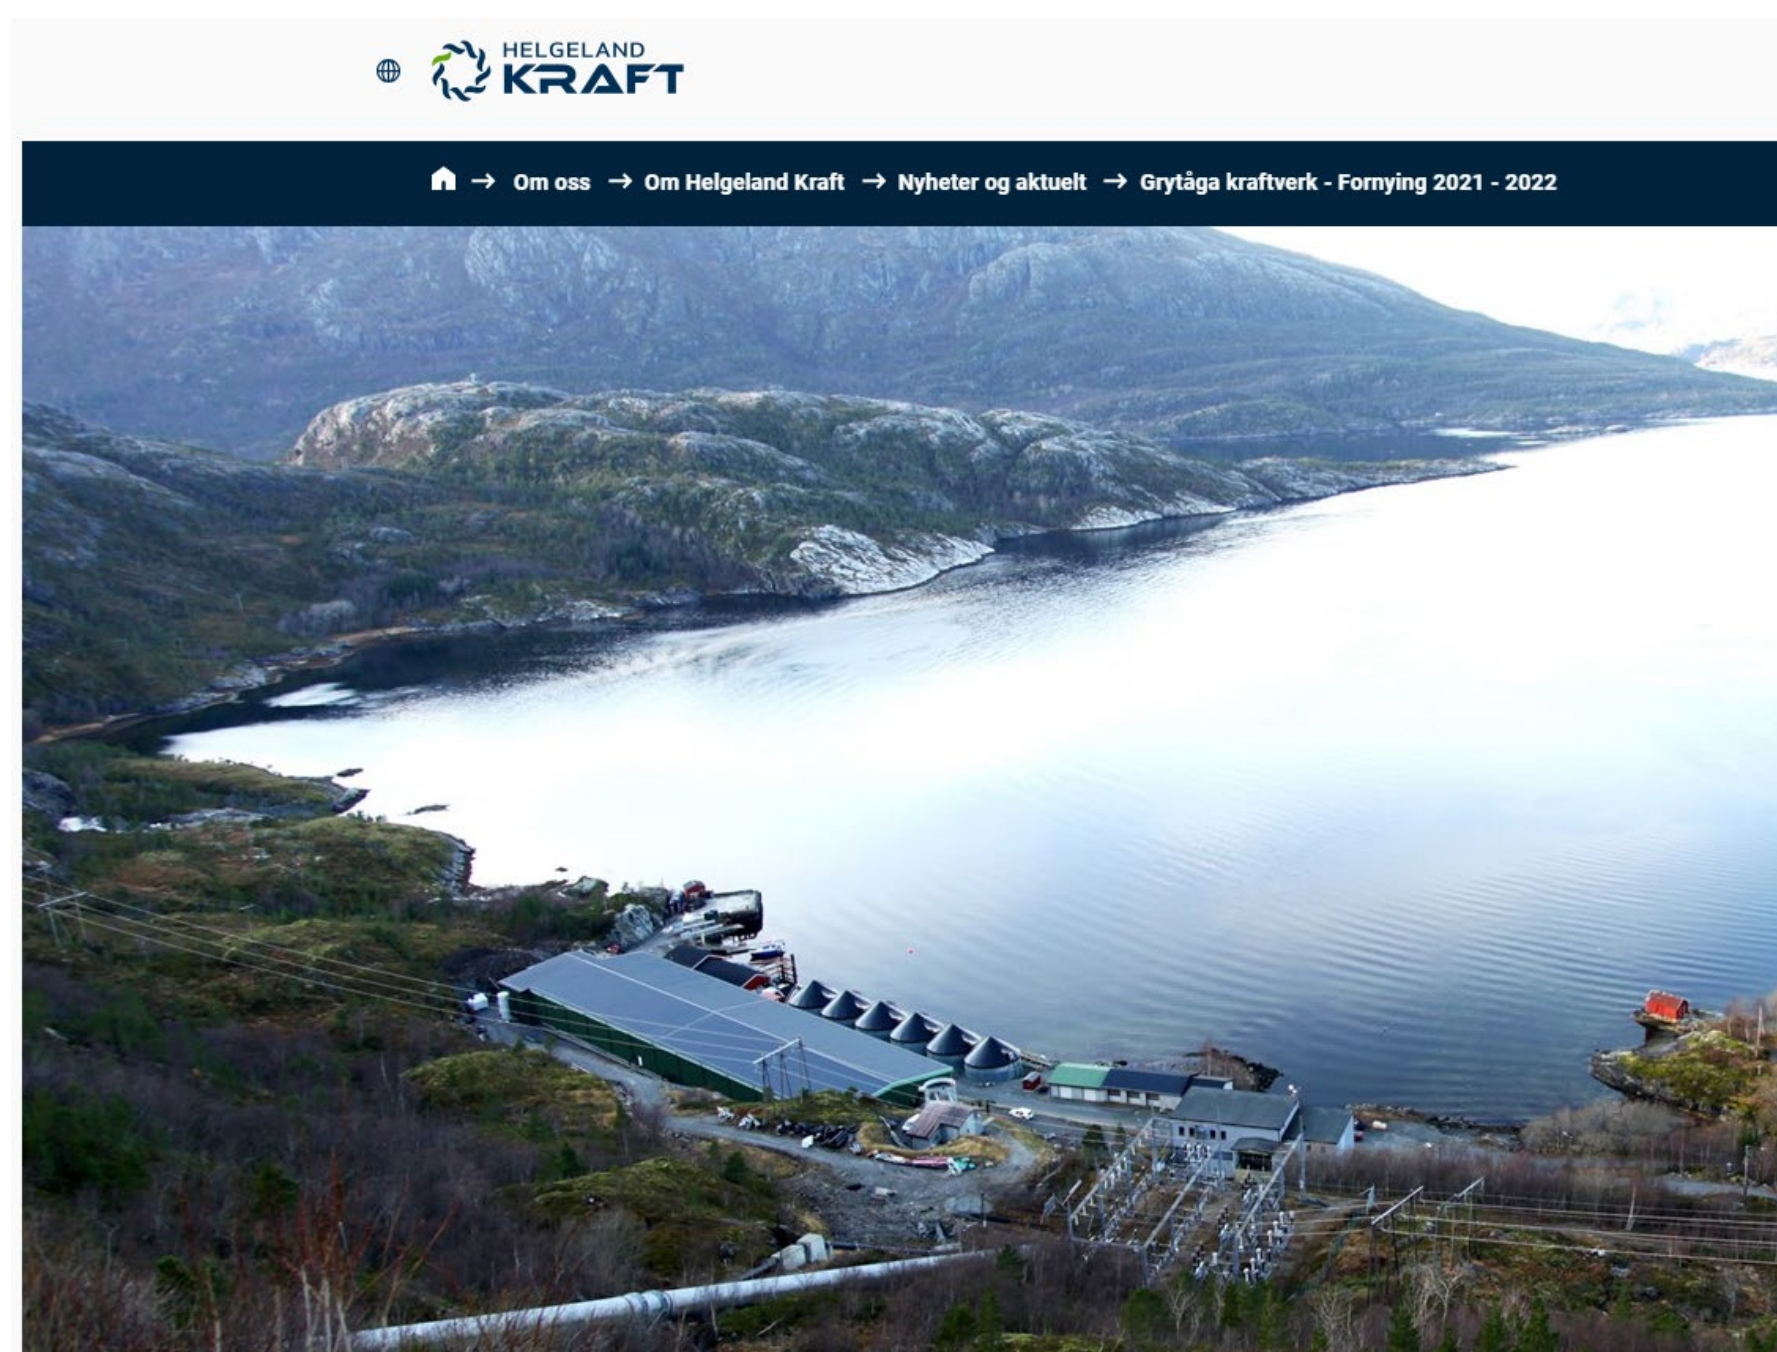 HELGELAND
KRAFT
→ Om oss → Om Helgeland Kraft → Nyheter og aktuelt → Grytåga kraftverk - Fornying 2021 - 2022